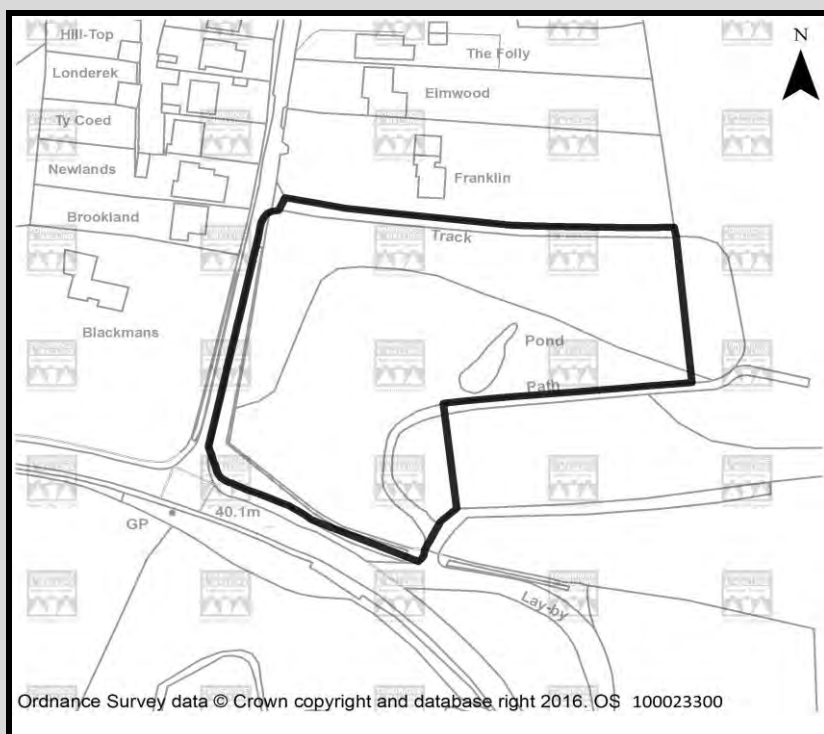 Hill-Top
The Folly
N
Londerek
Elmwood
Ty Coed
Newlands
Franklin
Brookland
Track
Blackmans
Pond
Path
40.1m
GP
Lay-by
Ordnance Survey data © Crown copyright and database right 2016. OS 100023300